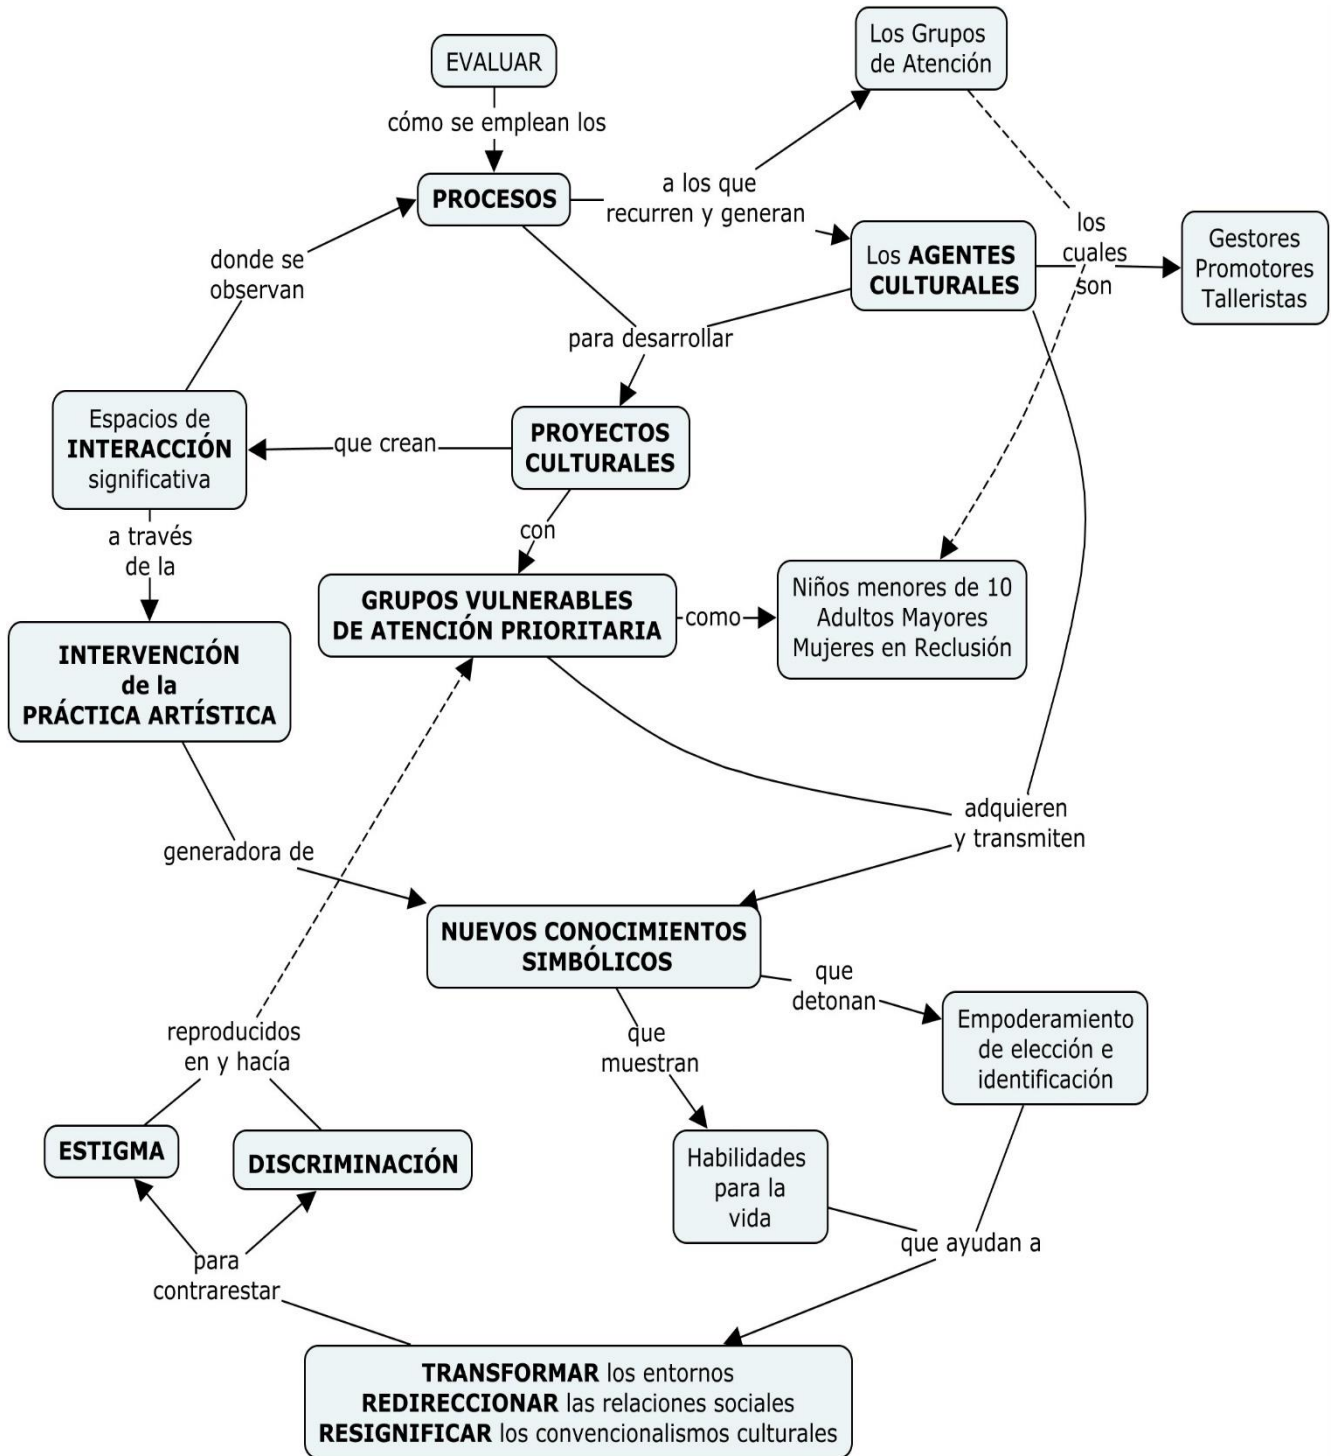 EVALUAR
cómo se emplean los
PROCESOS
a los que
recurren y generan
Los Grupos
de Atención
Los AGENTES
CULTURALES
los
cuales
son
Gestores
Promotores
Talleristas
donde se
observan
para desarrollar
Espacios de
INTERACCIÓN
significativa
que crean
PROYECTOS
CULTURALES
a través
de la
con
INTERVENCIÓN
de la
PRÁCTICA ARTÍSTICA
GRUPOS VULNERABLES
DE ATENCIÓN PRIORITARIA
como
Niños menores de 10
Adultos Mayores
Mujeres en Reclusión
generadora de
adquieren
y transmiten
NUEVOS CONOCIMIENTOS
SIMBÓLICOS
que
detonan
que
muestran
Empoderamiento
de elección e
identificación
reproducidos
en y hacía
ESTIGMA
DISCRIMINACIÓN
Habilidades
para la
vida
para
contrarestar
que ayudan a
TRANSFORMAR los entornos
REDIRECCIONAR las relaciones sociales
RESIGNIFICAR los convencionalismos culturales